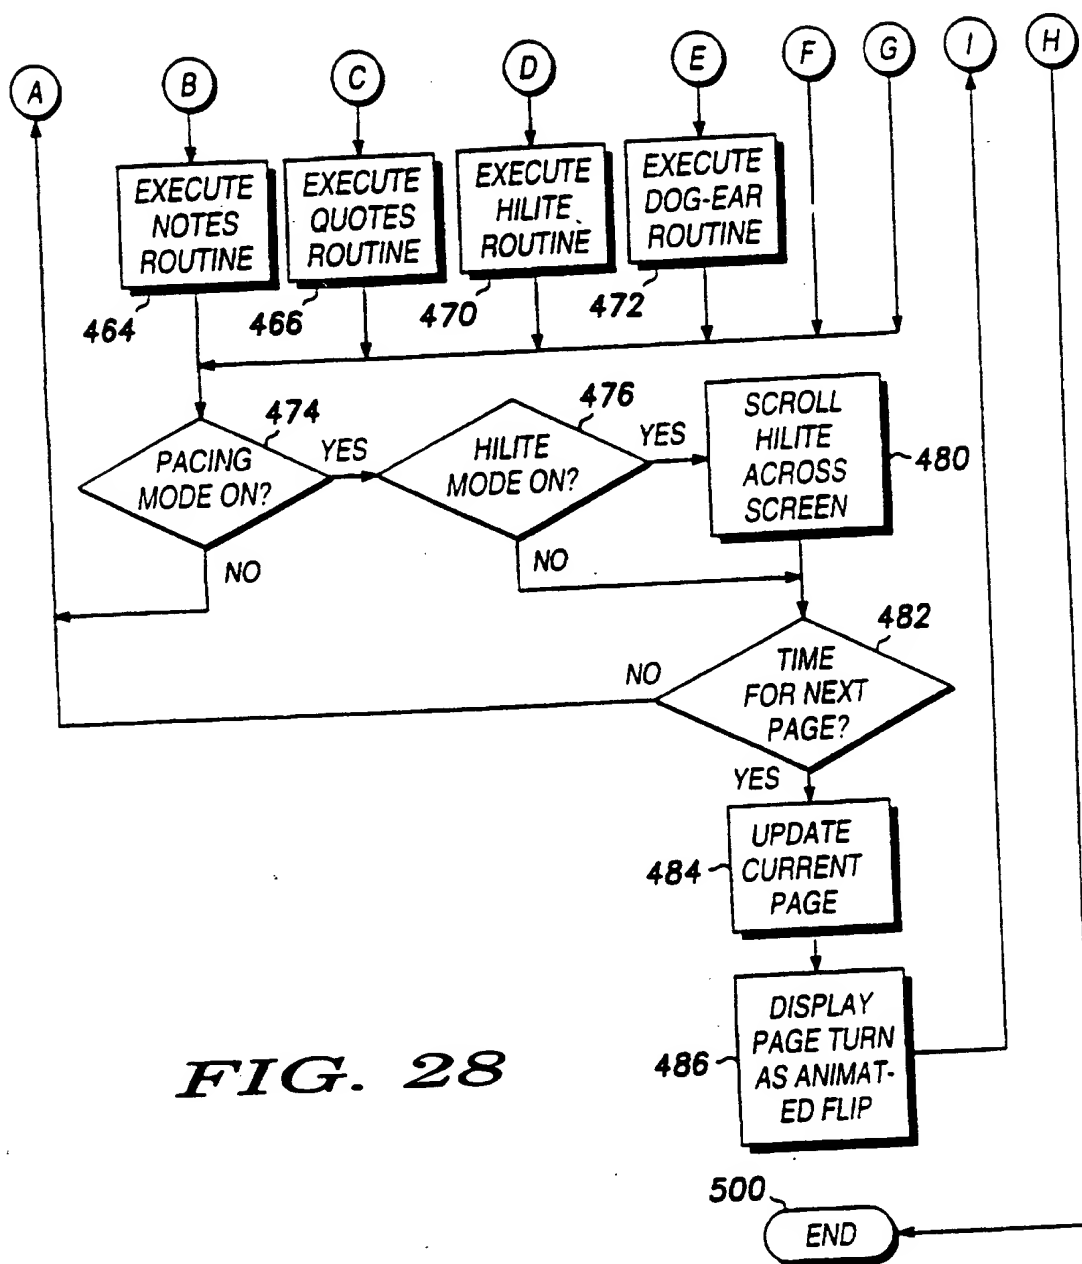 A
B
C
D
E
F
G
I
H
EXECUTE
NOTES
ROUTINE
464
EXECUTE
QUOTES
ROUTINE
466
EXECUTE
HILITE
ROUTINE
470
EXECUTE
DOG-EAR
ROUTINE
472
PACING
MODE ON?
474
YES
NO
HILITE
MODE ON?
476
YES
NO
SCROLL
HILITE
ACROSS
SCREEN
480
TIME
FOR NEXT
PAGE?
482
NO
YES
UPDATE
CURRENT
PAGE
484
DISPLAY
PAGE TURN
AS ANIMAT-
ED FLIP
486
FIG. 28
500
END